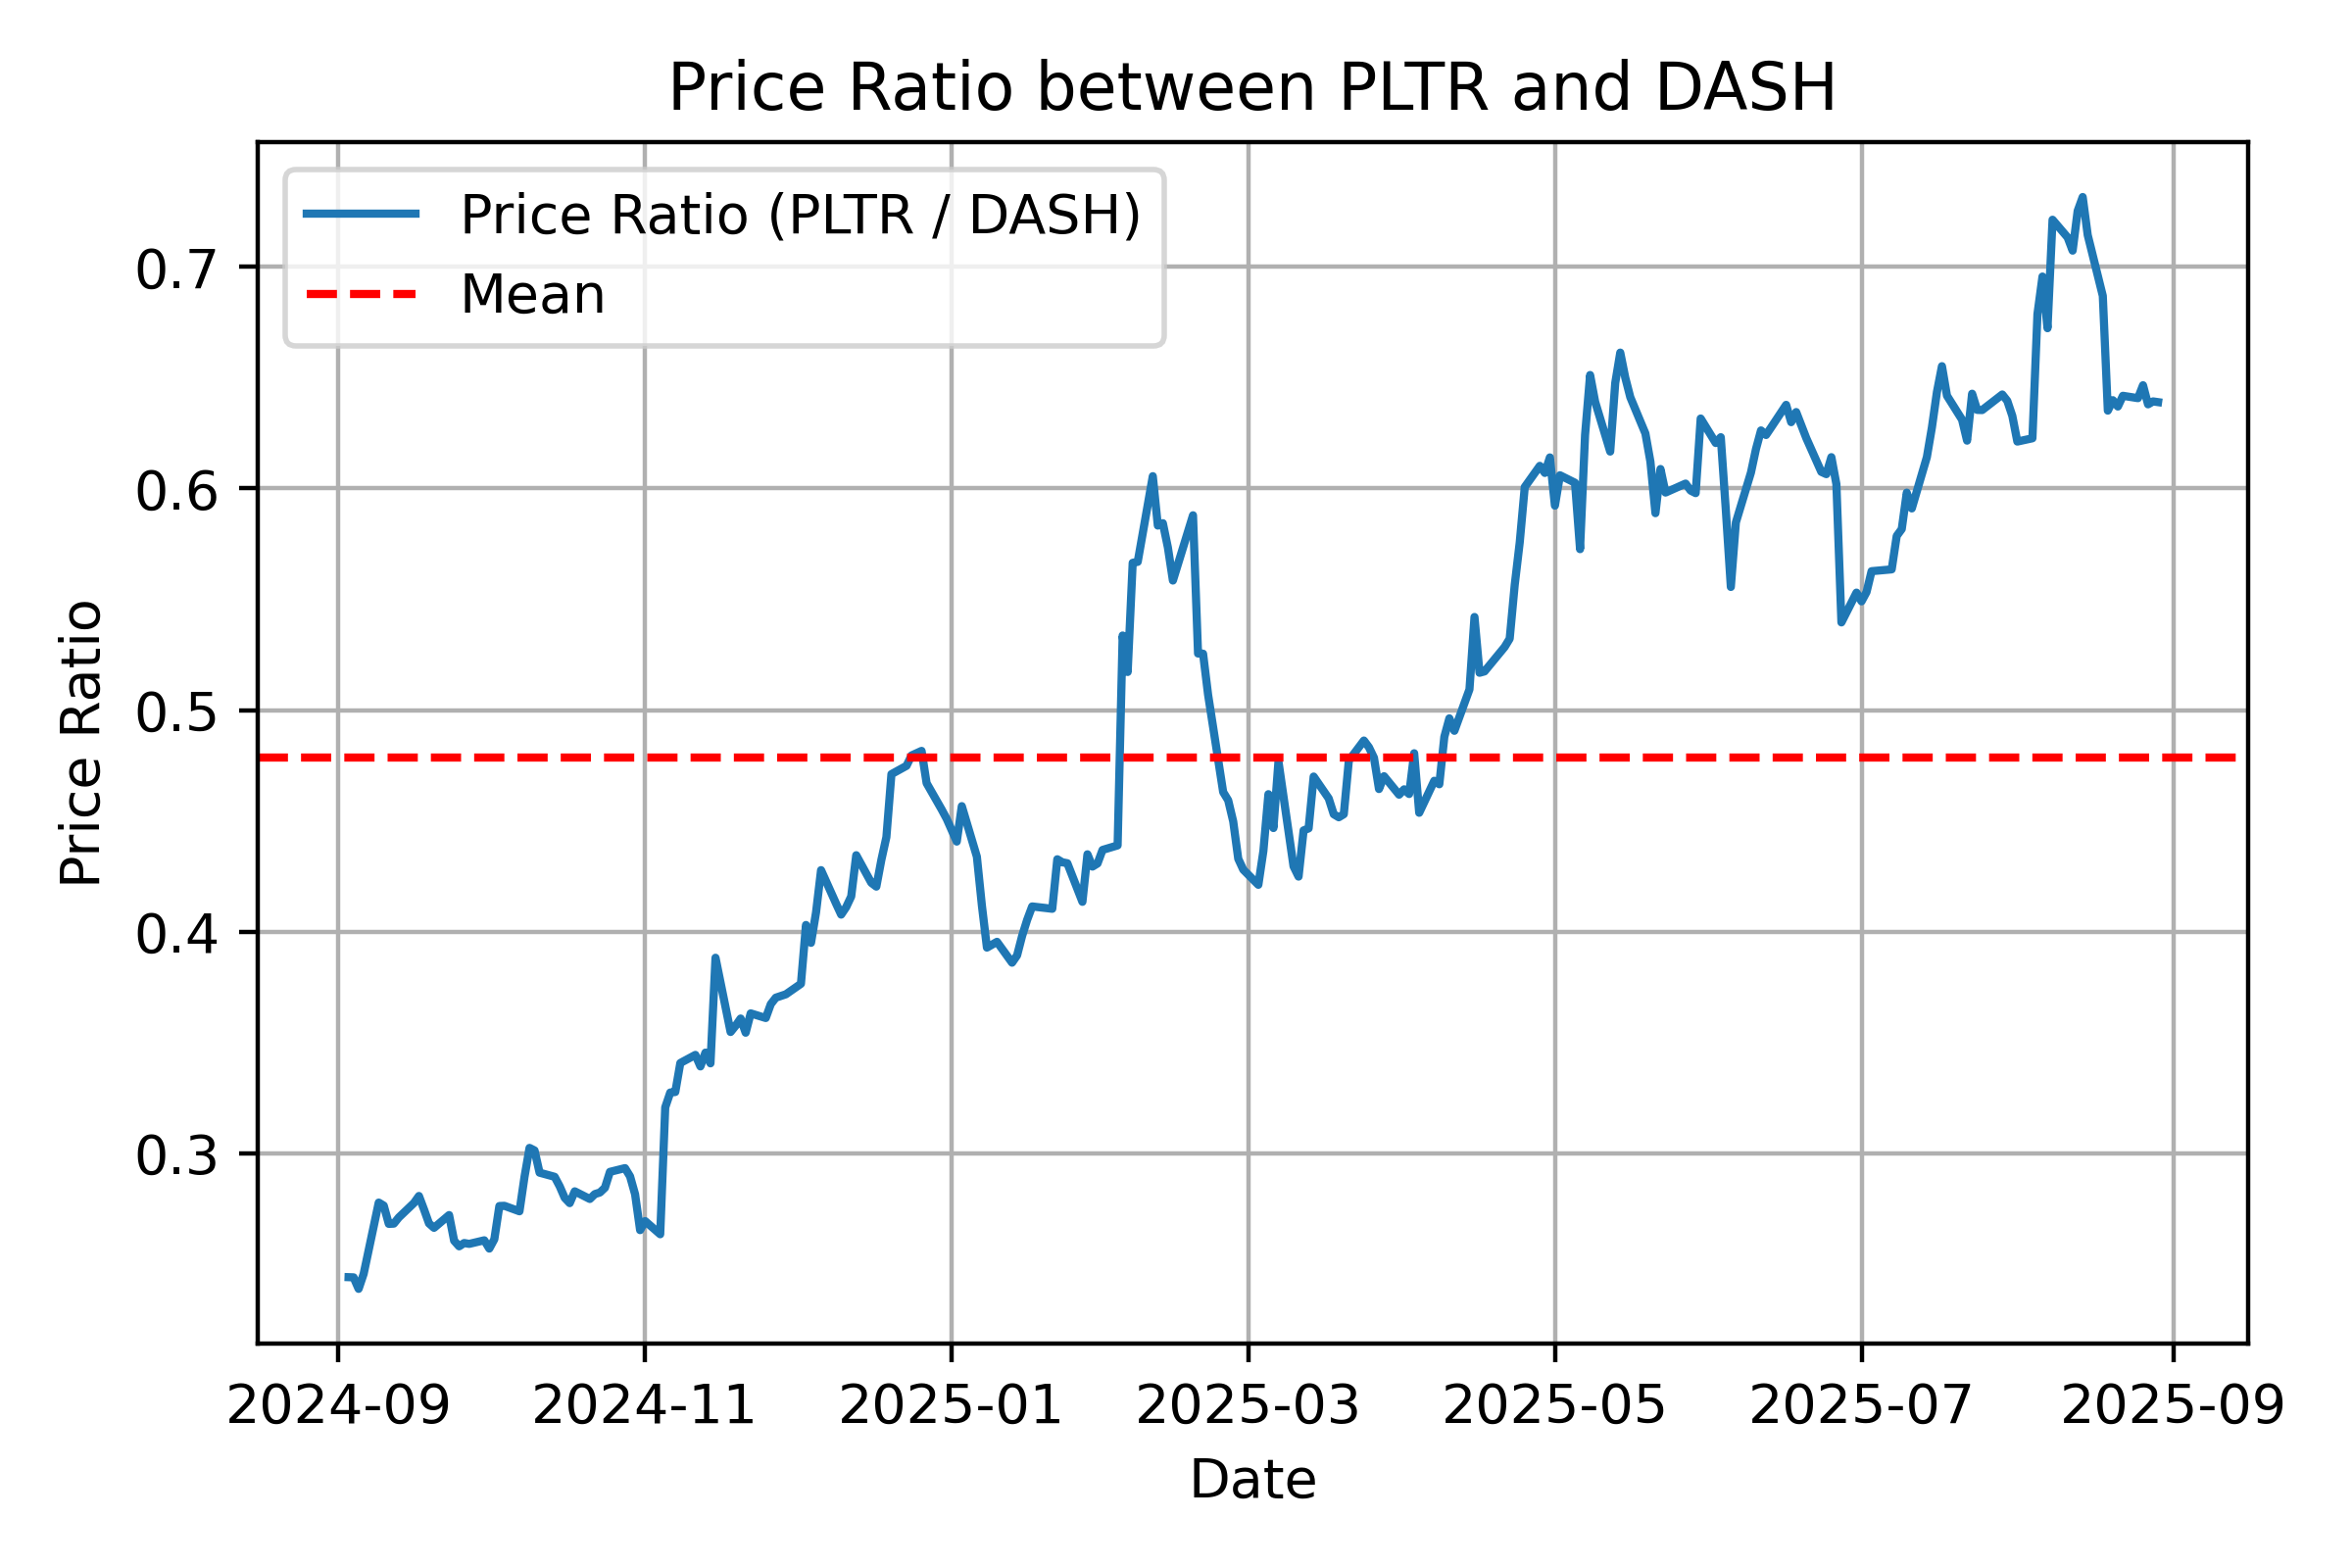 Price Ratio between PLTR and DASH
Price Ratio (PLTR / DASH)
Mean
0.7
0.6
0.5
0.4
0.3
Price Ratio
2024-09 2024-11 2025-01 2025-03 2025-05 2025-07 2025-09
Date